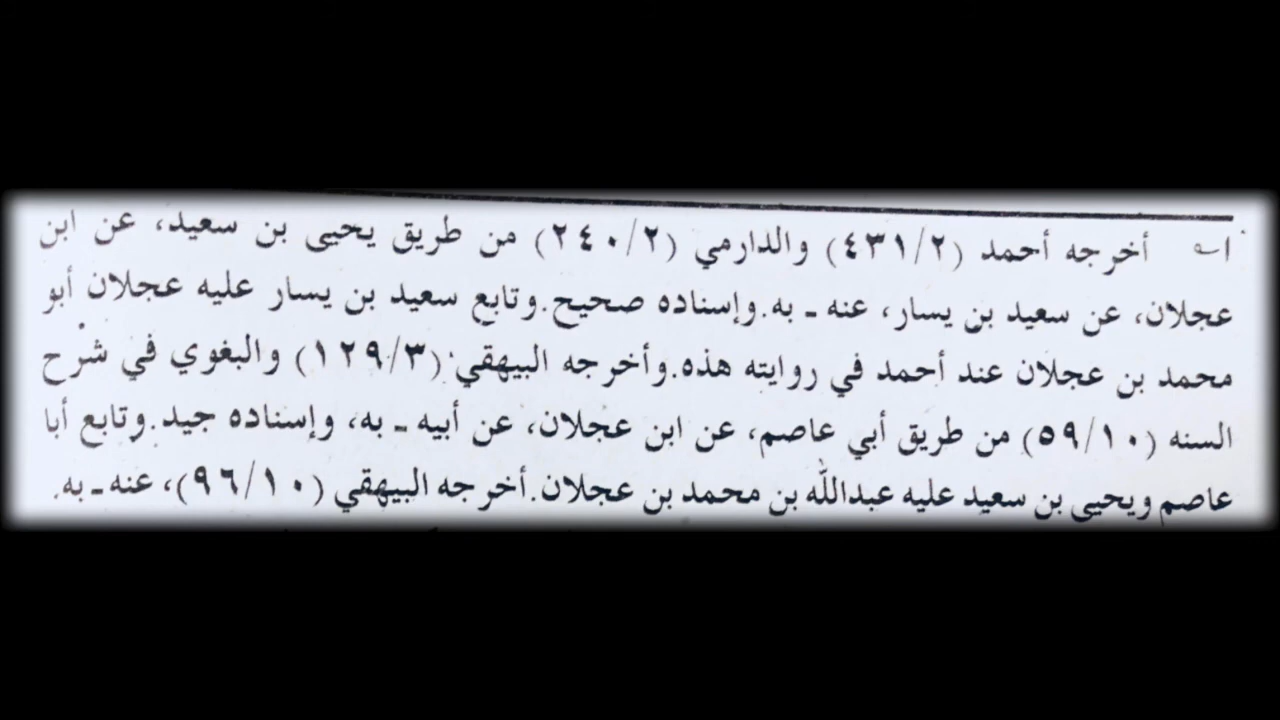 ١ـ أخرجه أحمد (٤٣١/٢) والدارمي (٢٤٠/٢) من طريق يحيى بن سعيد، عن ابن
عجلان، عن سعيد بن يسار، عنه ـ به. وإسناده صحيح. وتابع سعيد بن يسار عليه عجلان أبو
محمد بن عجلان عند أحمد في روايته هذه. وأخرجه البيهقي (١٢٩/٣) والبغوي في شرْح
السنه (٥٩/١٠) من طريق أبي عاصم، عن ابن عجلان، عن أبيه ـ به، وإسناده جيد. وتابع أبا
عاصم ويحيى بن سعيد عليه عبدالله بن محمد بن عجلان. أخرجه البيهقي (٩٦/١٠)، عنه ـ به.